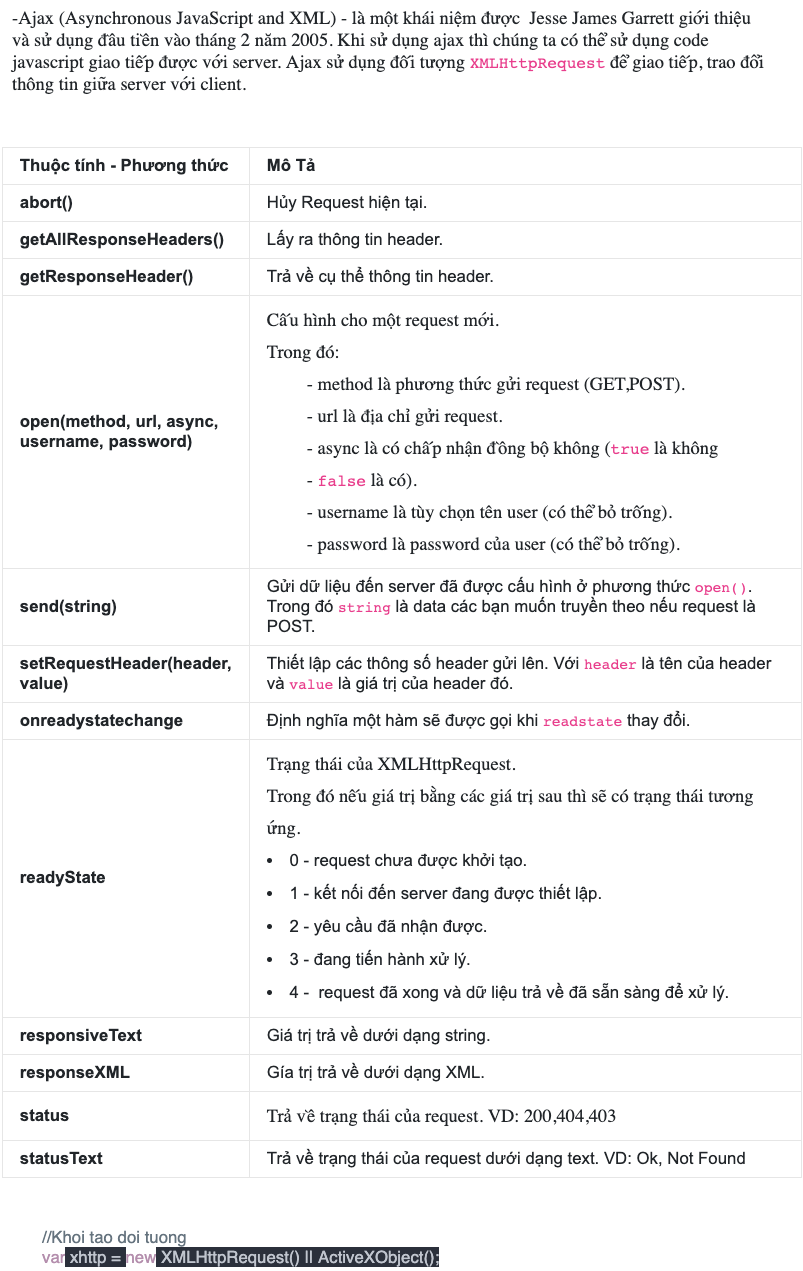 -Ajax (Asynchronous JavaScript and XML) - là một khái niệm được  Jesse James Garrett giới thiệu
và sử dụng đâu tiền vào tháng 2 năm 2005. Khi sử dụng ajax thì chúng ta có thể sử dụng code
javascript giao tiếp được với server. Ajax sử dụng đối tượng XMLHttpRequest để giao tiếp, trao đổi
thông tin giữa server với client.
Thuộc tính - Phương thức
Mô Tả
abort()
Hủy Request hiện tại.
getAllResponseHeaders()
Lấy ra thông tin header.
getResponseHeader()
Trả về cụ thể thông tin header.
open(method, url, async,
username, password)
Cấu hình cho một request mới.
Trong đó:
- method là phương thức gửi request (GET,POST).
- url là địa chỉ gửi request.
- async là có chấp nhận đồng bộ không (true là không
- false là có).
- username là tùy chọn tên user (có thể bỏ trống).
- password là password của user (có thể bỏ trống).
send(string)
Gửi dữ liệu đến server đã được cấu hình ở phương thức open().
Trong đó string là data các bạn muốn truyền theo nếu request là
POST.
setRequestHeader(header,
value)
Thiết lập các thông số header gửi lên. Với header là tên của header
và value là giá trị của header đó.
onreadystatechange
Định nghĩa một hàm sẽ được gọi khi readstate thay đổi.
readyState
Trạng thái của XMLHttpRequest.
Trong đó nếu giá trị bằng các giá trị sau thì sẽ có trạng thái tương
ứng.
• 0 - request chưa được khởi tạo.
• 1 - kết nối đến server đang được thiết lập.
• 2 - yêu cầu đã nhận được.
• 3 - đang tiến hành xử lý.
• 4 -  request đã xong và dữ liệu trả về đã sẵn sàng để xử lý.
responsiveText
Giá trị trả về dưới dạng string.
responseXML
Gía trị trả về dưới dạng XML.
status
Trả về trạng thái của request. VD: 200,404,403
statusText
Trả về trạng thái của request dưới dạng text. VD: Ok, Not Found
//Khoi tao doi tuong
var xhttp = new XMLHttpRequest() || ActiveXObject();